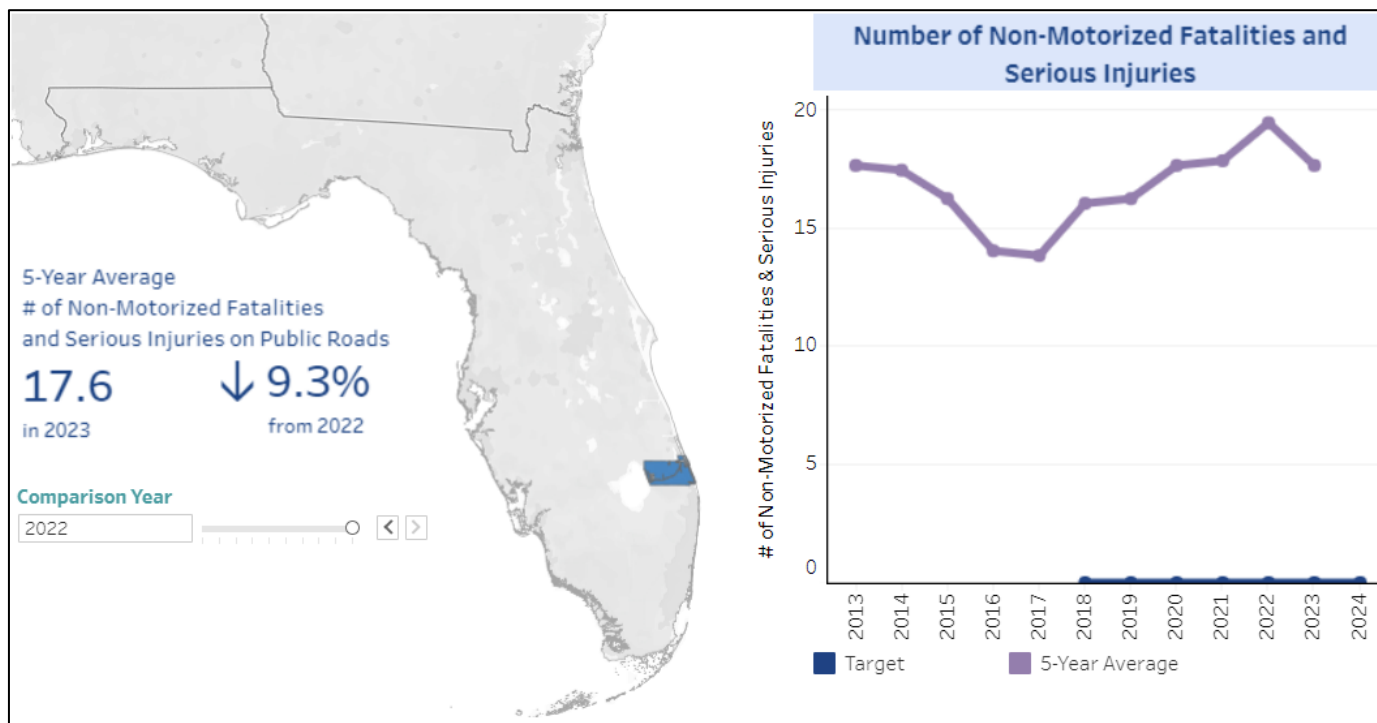 5-Year Average
# of Non-Motorized Fatalities
and Serious Injuries on Public Roads
17.6 ↓ 9.3%
in 2023 from 2022
Comparison Year
2022
Number of Non-Motorized Fatalities and
Serious Injuries
# of Non-Motorized Fatalities & Serious Injuries
20
15
10
5
0
2013 2014 2015 2016 2017 2018 2019 2020 2021 2022 2023 2024
Target 5-Year Average